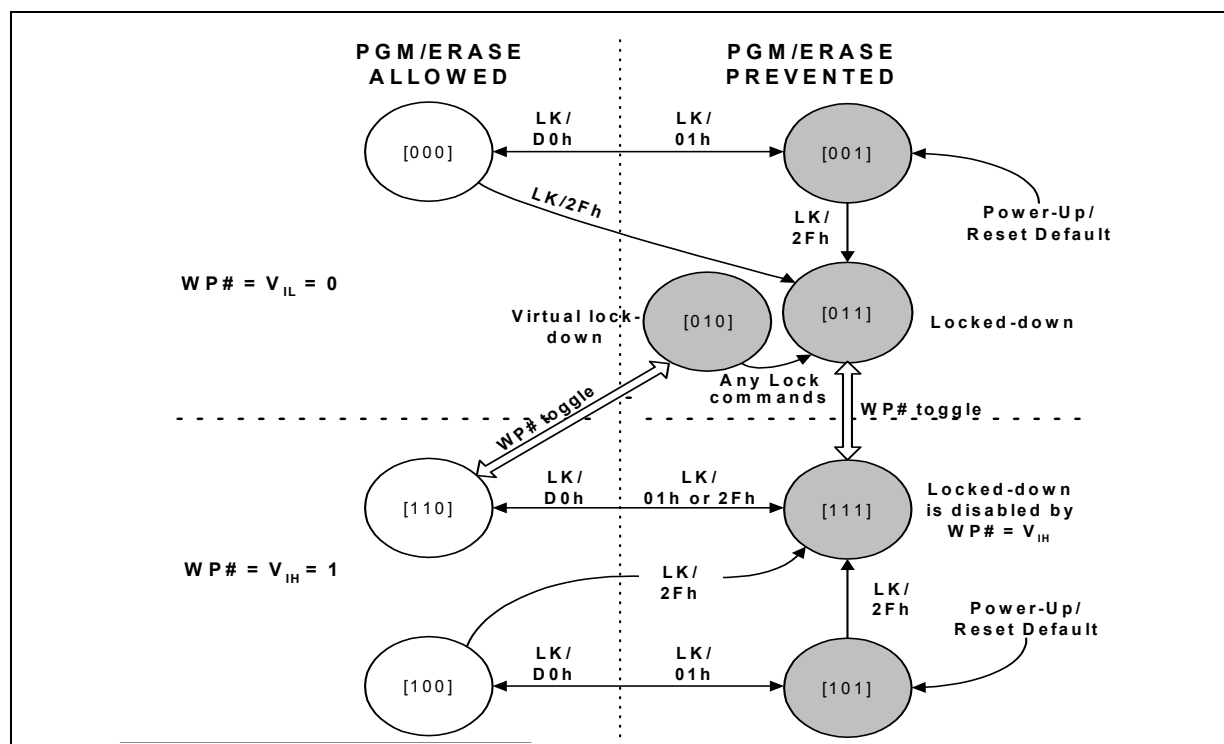 PGM/ERASE
ALLOWED
PGM/ERASE
PREVENTED
LK/
D0h
LK/
01h
[000]
[001]
LK/2Fh
LK/
2Fh
Power-Up/
Reset Default
WP# = VIL = 0
Virtual lock-
down
[010]
[011]
Locked-down
Any Lock
commands
WP# toggle
WP# toggle
LK/
D0h
LK/
01h or 2Fh
[110]
[111]
Locked-down
is disabled by
WP# = VIH
WP# = VIH = 1
LK/
2Fh
LK/
2Fh
Power-Up/
Reset Default
LK/
D0h
LK/
01h
[100]
[101]